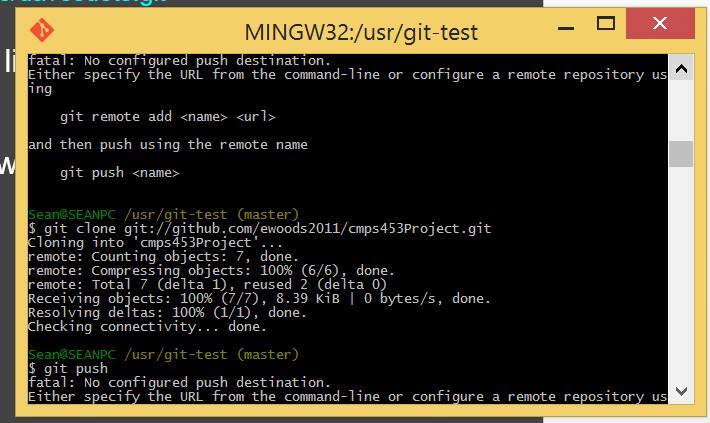 MINGW32:/usr/git-test
fatal: No configured push destination.
Either specify the URL from the command-line or configure a remote repository us
ing
git remote add <name> <url>
and then push using the remote name
git push <name>
Sean@SEANPC /usr/git-test (master)
$ git clone git://github.com/ewoods2011/cmps453Project.git
Cloning into 'cmps453Project'...
remote: Counting objects: 7, done.
remote: Compressing objects: 100% (6/6), done.
remote: Total 7 (delta 1), reused 2 (delta 0)
Receiving objects: 100% (7/7), 8.39 KiB | 0 bytes/s, done.
Resolving deltas: 100% (1/1), done.
Checking connectivity... done.
Sean@SEANPC /usr/git-test (master)
$ git push
fatal: No configured push destination.
Either specify the URL from the command-line or configure a remote repository us